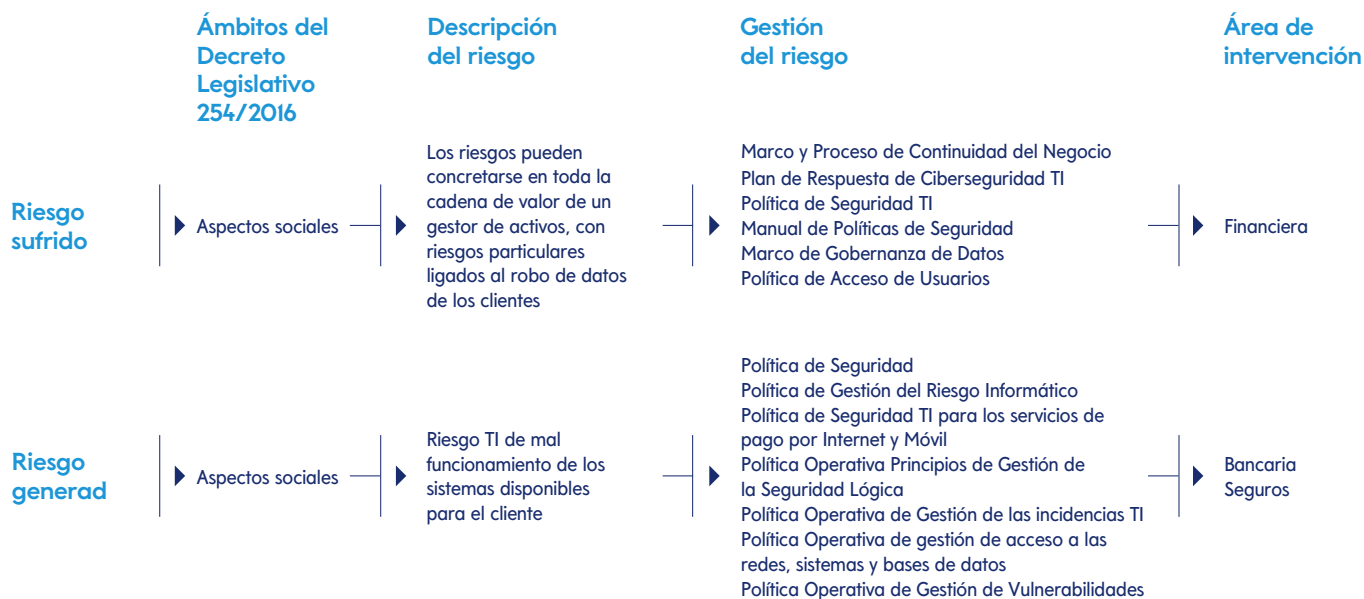 Ámbitos del
Decreto
Legislativo
254/2016
Descripción
del riesgo
Gestión
del riesgo
Área de
intervención
Riesgo
sufrido
Aspectos sociales
Los riesgos pueden
concretarse en toda la
cadena de valor de un
gestor de activos, con
riesgos particulares
ligados al robo de datos
de los clientes
Marco y Proceso de Continuidad del Negocio
Plan de Respuesta de Ciberseguridad TI
Política de Seguridad TI
Manual de Políticas de Seguridad
Marco de Gobernanza de Datos
Política de Acceso de Usuarios
Financiera
Riesgo
generad
Aspectos sociales
Riesgo TI de mal
funcionamiento de los
sistemas disponibles
para el cliente
Política de Seguridad
Política de Gestión del Riesgo Informático
Política de Seguridad TI para los servicios de
pago por Internet y Móvil
Política Operativa Principios de Gestión de
la Seguridad Lógica
Política Operativa de Gestión de las incidencias TI
Política Operativa de gestión de acceso a las
redes, sistemas y bases de datos
Política Operativa de Gestión de Vulnerabilidades
Bancaria
Seguros